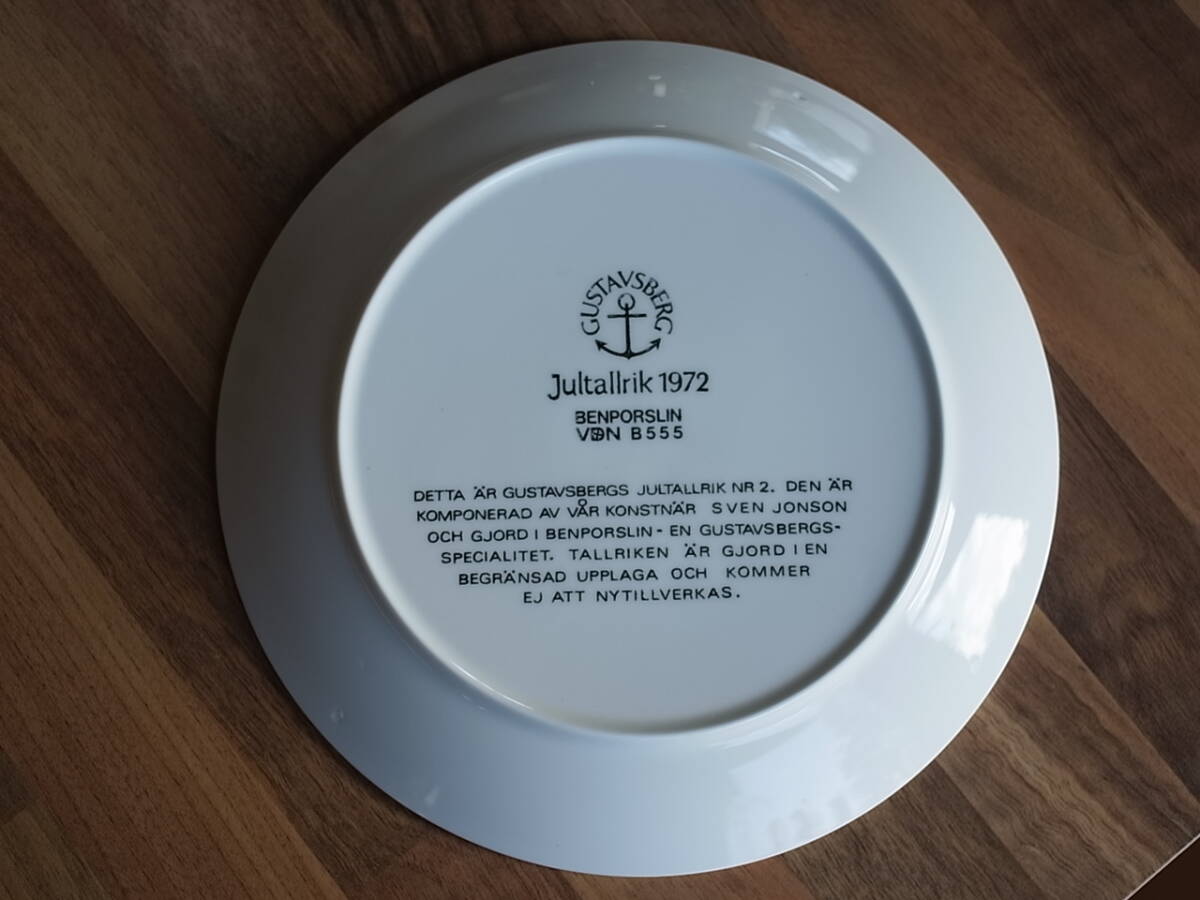 GUSTAVSBERG
Jultallrik 1972
BENPORSLIN
VDN B555
DETTA ÄR GUSTAVSBERGS JULTALLRIK NR 2. DEN ÄR
KOMPONERAD AV VÅR KONSTNÄR SVEN JONSON
OCH GJORD I BENPORSLIN - EN GUSTAVSBERGS-
SPECIALITET. TALLRIKEN ÄR GJORD I EN
BEGRÄNSAD UPPLAGA OCH KOMMER
EJ ATT NYTILLVERKAS.